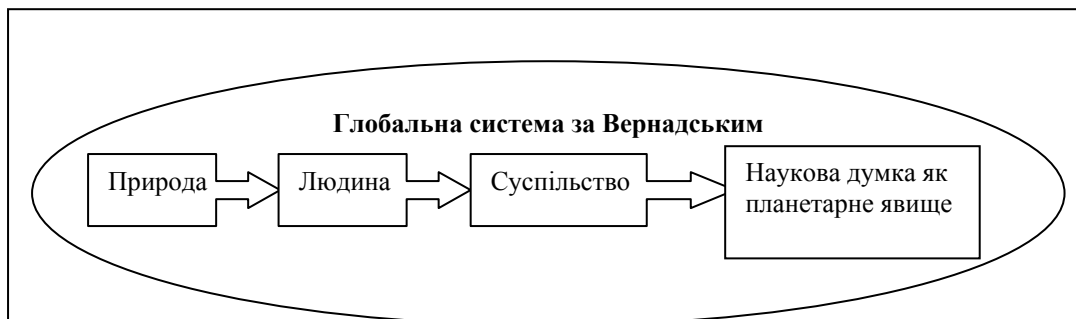 Глобальна система за Вернадським
Природа
Людина
Суспільство
Наукова думка як
планетарне явище